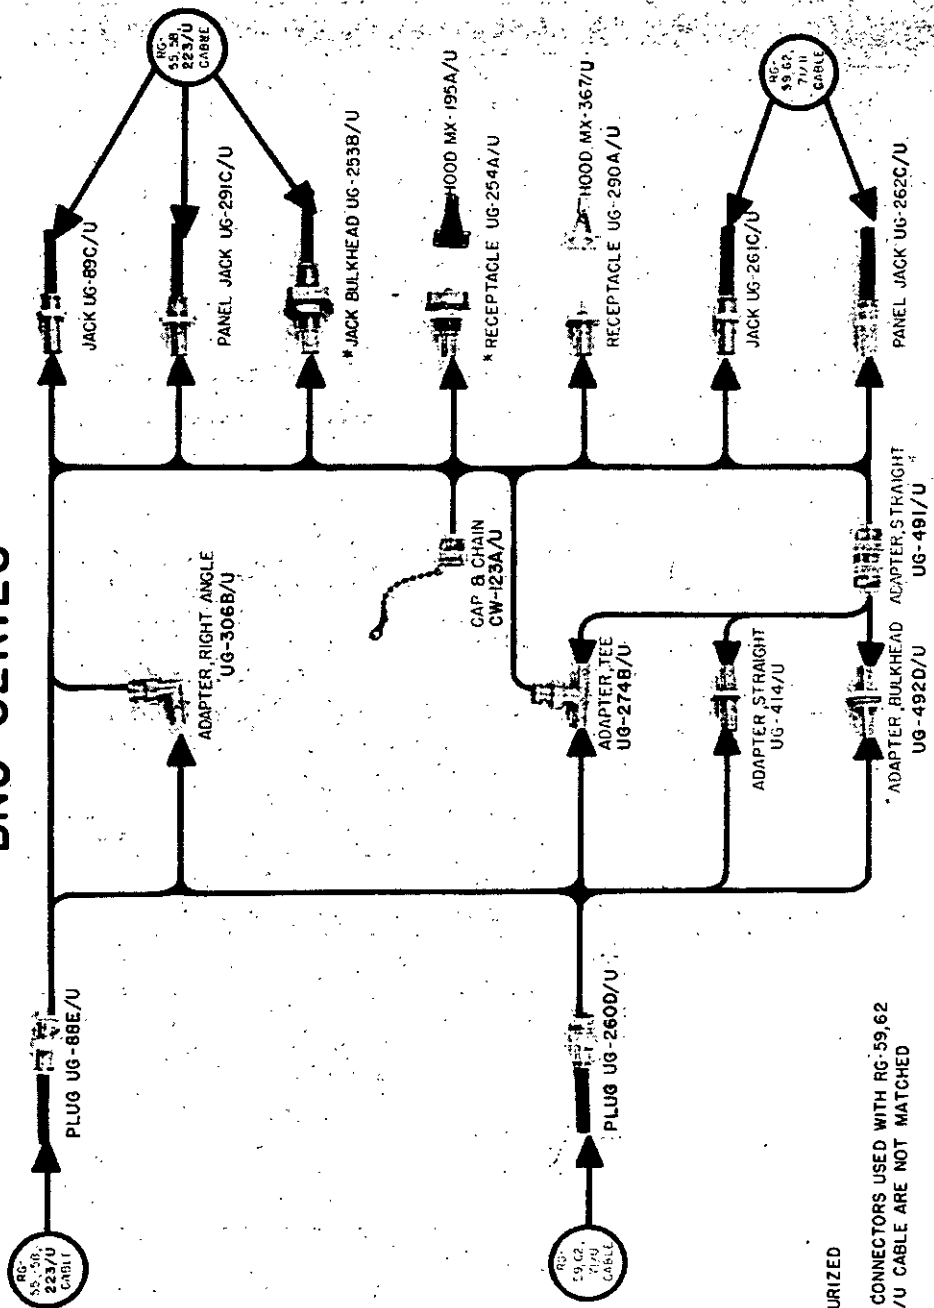 BNC SERIES
RG-
55, 58,
223/U
CABLE
PLUG UG-88E/U
RG-
59,62,
71/U
CABLE
PLUG UG-260D/U
ADAPTER, RIGHT ANGLE
UG-306B/U
CAP & CHAIN
CW-123A/U
ADAPTER, TEE
UG-274B/U
ADAPTER, STRAIGHT
UG-414/U
*ADAPTER, BULKHEAD
UG-492D/U
ADAPTER, STRAIGHT
UG-491/U
RG-
55, 58,
223/U
CABLE
JACK UG-89C/U
PANEL JACK UG-291C/U
*JACK BULKHEAD UG-253B/U
HOOD MX-195A/U
*RECEPTACLE UG-254A/U
HOOD MX-367/U
RECEPTACLE UG-290A/U
RG-
59,62,
71/U
CABLE
JACK UG-261C/U
PANEL JACK UG-262C/U
URIZED
CONNECTORS USED WITH RG-59,62
/U CABLE ARE NOT MATCHED